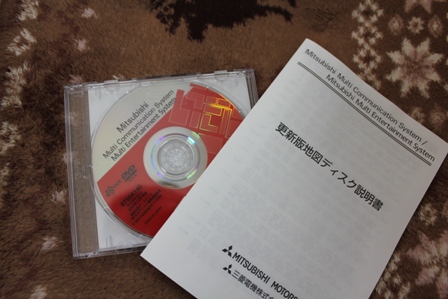 Mitsubishi
Multi Communication System
Multi Entertainment System
DVD
Mitsubishi Multi Communication System /
Mitsubishi Multi Entertainment System
更新版地図ディスク説明書
MITSUBISHI MOTORS
三菱電機株式会社